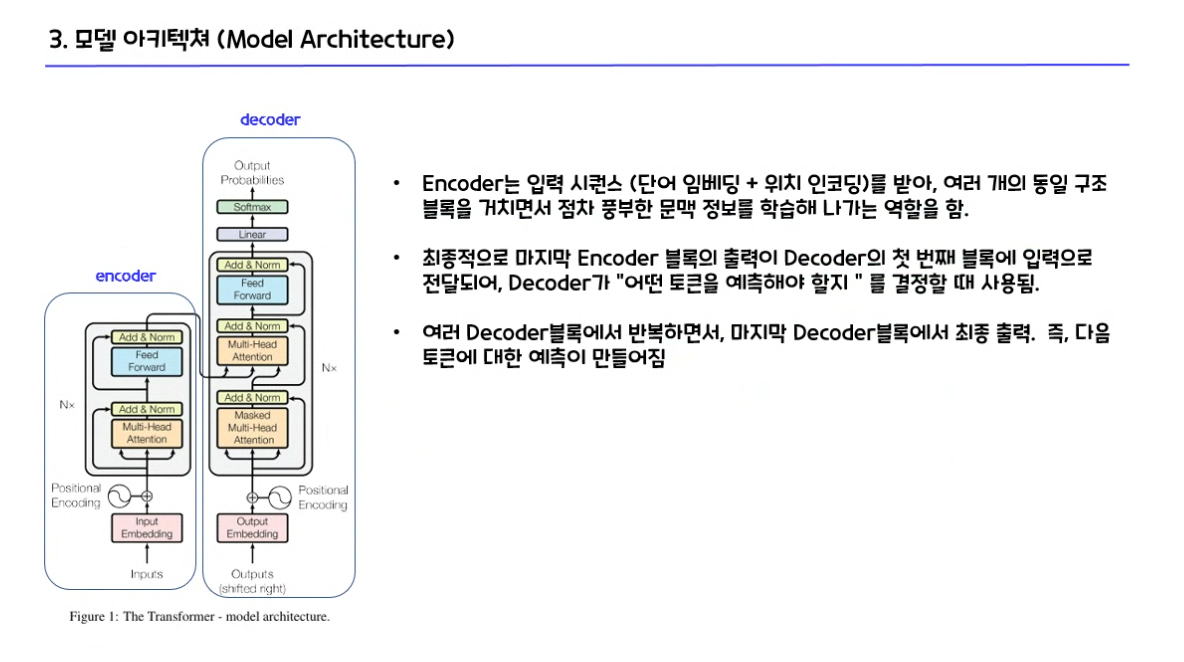 3. 모델 아키텍쳐 (Model Architecture)
decoder
Output
Probabilities
Softmax
Linear
Add & Norm
Feed
Forward
Add & Norm
Multi-Head
Attention
Nx
Add & Norm
Masked
Multi-Head
Attention
Positional
Encoding
Output
Embedding
Outputs
(shifted right)
encoder
Add & Norm
Feed
Forward
Nx
Add & Norm
Multi-Head
Attention
Positional
Encoding
Input
Embedding
Inputs
Figure 1: The Transformer - model architecture.
• Encoder는 입력 시퀀스 (단어 임베딩 + 위치 인코딩)를 받아, 여러 개의 동일 구조
블록을 거치면서 점차 풍부한 문맥 정보를 학습해 나가는 역할을 함.
• 최종적으로 마지막 Encoder 블록의 출력이 Decoder의 첫 번째 블록에 입력으로
전달되어, Decoder가 "어떤 토큰을 예측해야 할지 " 를 결정할 때 사용됨.
• 여러 Decoder블록에서 반복하면서, 마지막 Decoder블록에서 최종 출력. 즉, 다음
토큰에 대한 예측이 만들어짐